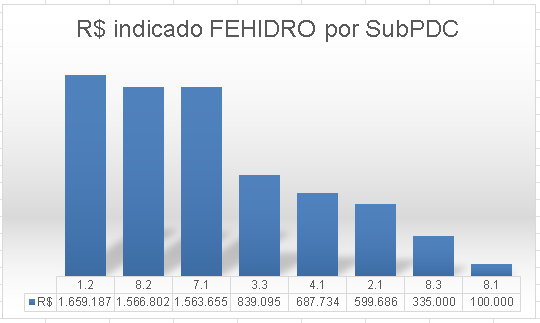 R$ indicado FEHIDRO por SubPDC
1.2 8.2 7.1 3.3 4.1 2.1 8.3 8.1
R$ 1.659.187 1.566.802 1.563.655 839.095 687.734 599.686 335.000 100.000